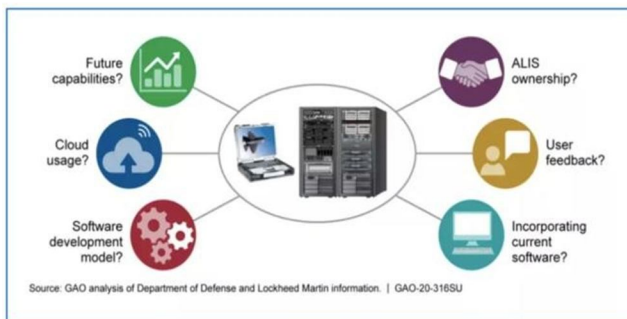 Future
capabilities?
ALIS
ownership?
Cloud
usage?
User
feedback?
Software
development
model?
Incorporating
current
software?
Source: GAO analysis of Department of Defense and Lockheed Martin information. | GAO-20-316SU